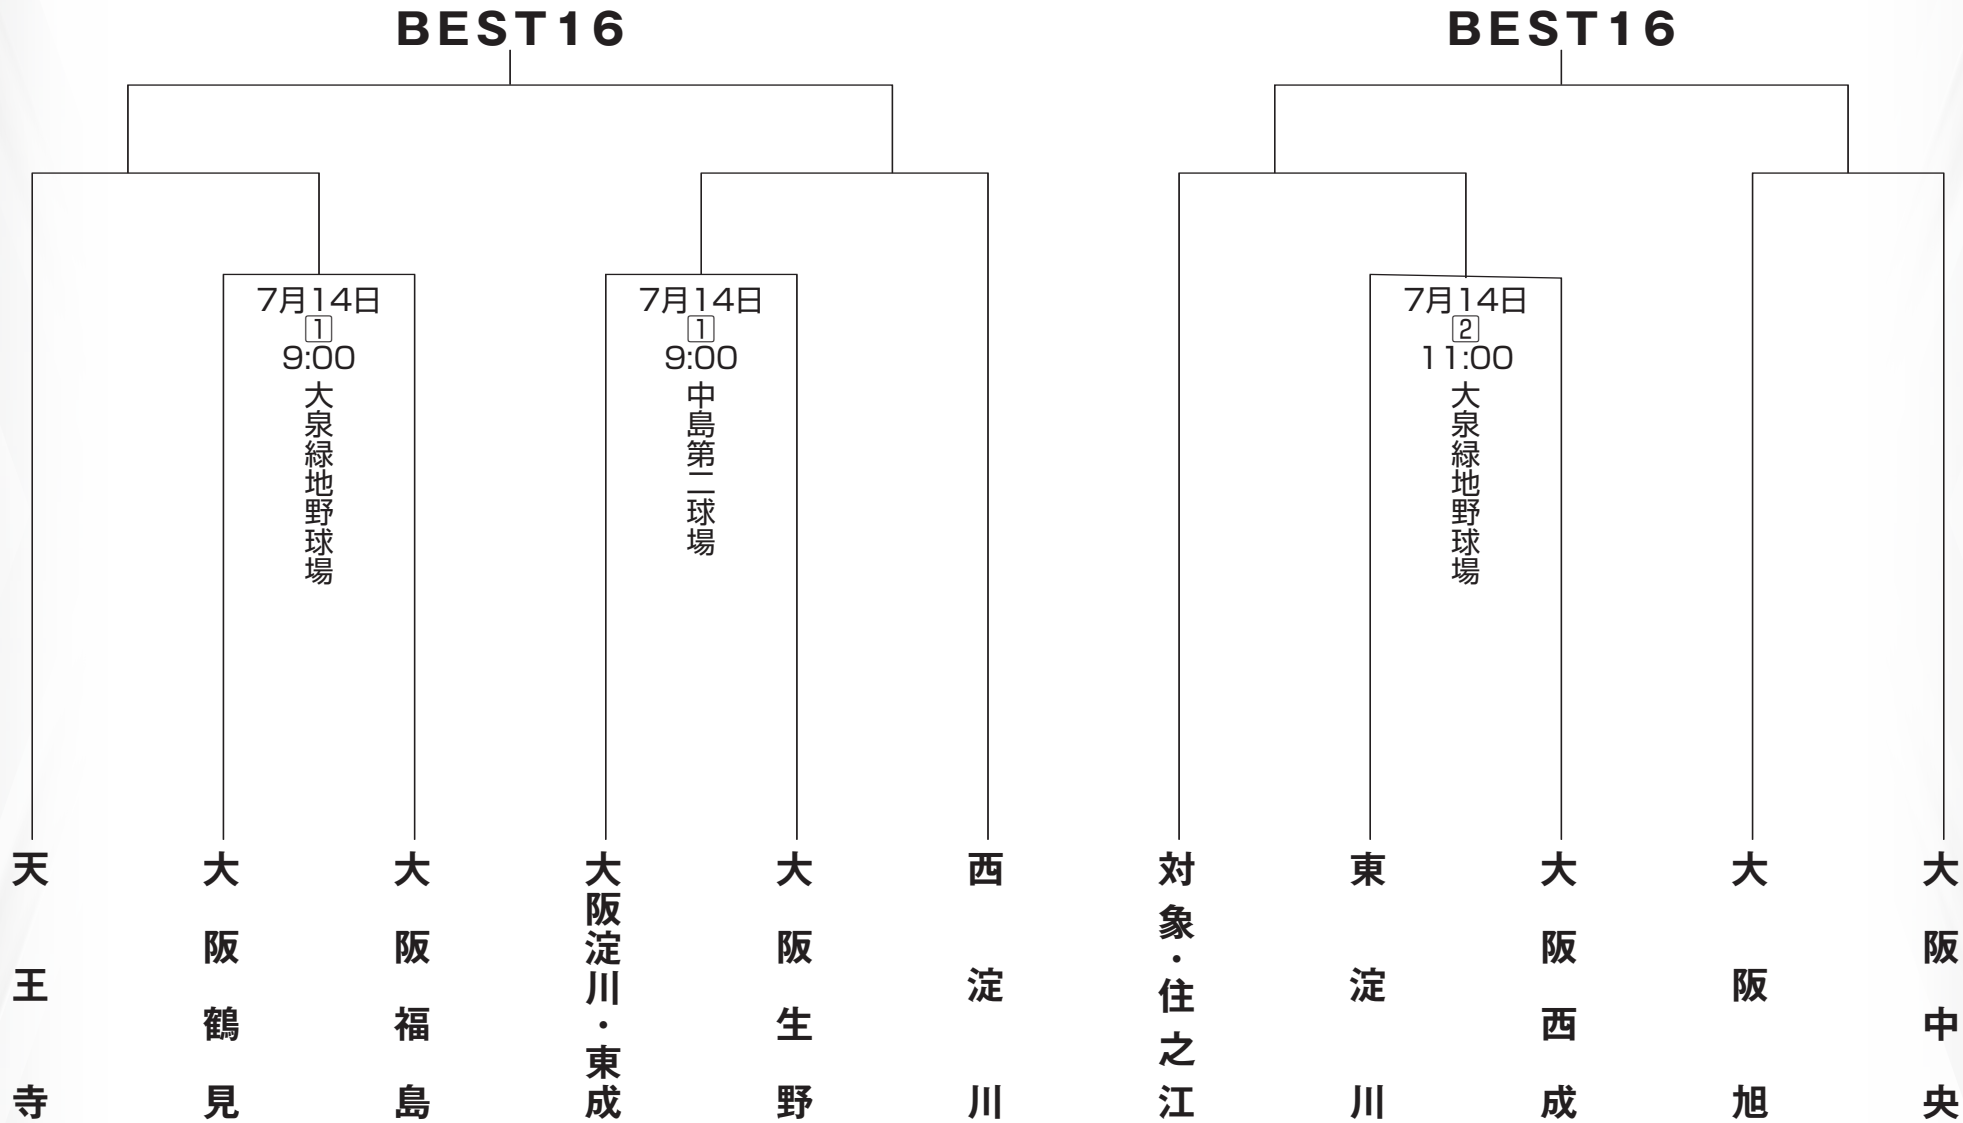 BEST16
BEST16
7月14日
1
9:00
大泉緑地野球場
7月14日
1
9:00
中島第二球場
7月14日
2
11:00
大泉緑地野球場
天王寺
大阪鶴見
大阪福島
大阪淀川・東成
大阪生野
西淀川
対象・住之江
東淀川
大阪西成
大阪旭
大阪中央